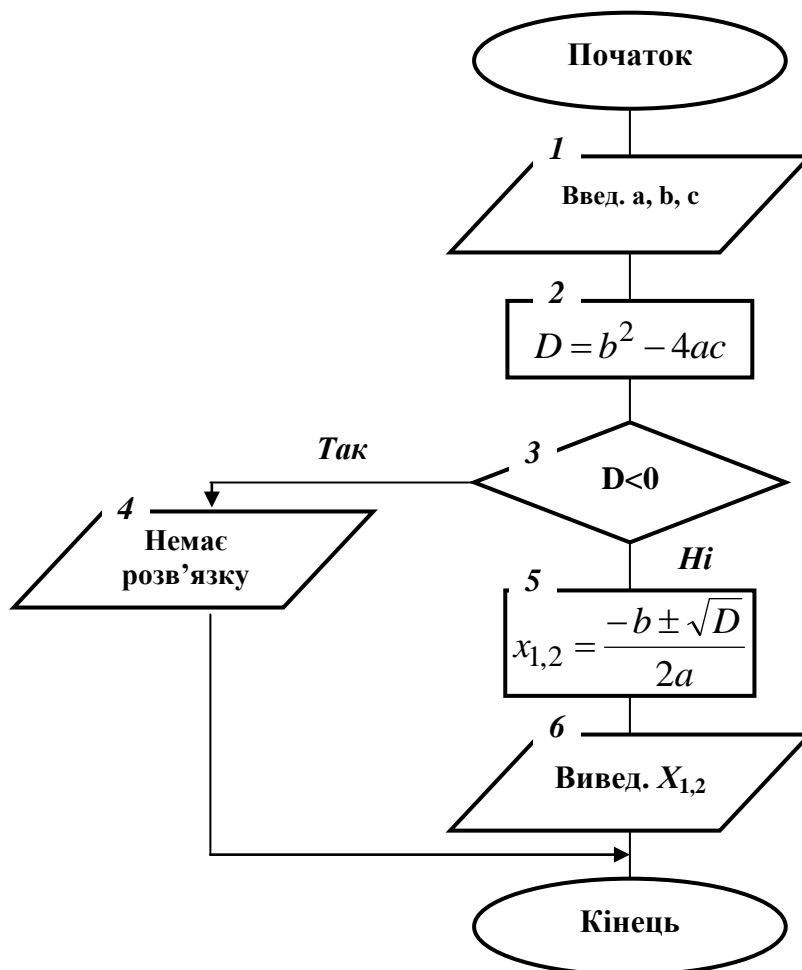 Початок
1
Введ. a, b, c
2
D = b² − 4ac
3
D<0
Так
4
Немає
розв’язку
Ні
5
x₁,₂ = (−b ± √D) / 2a
6
Вивед. X₁,₂
Кінець